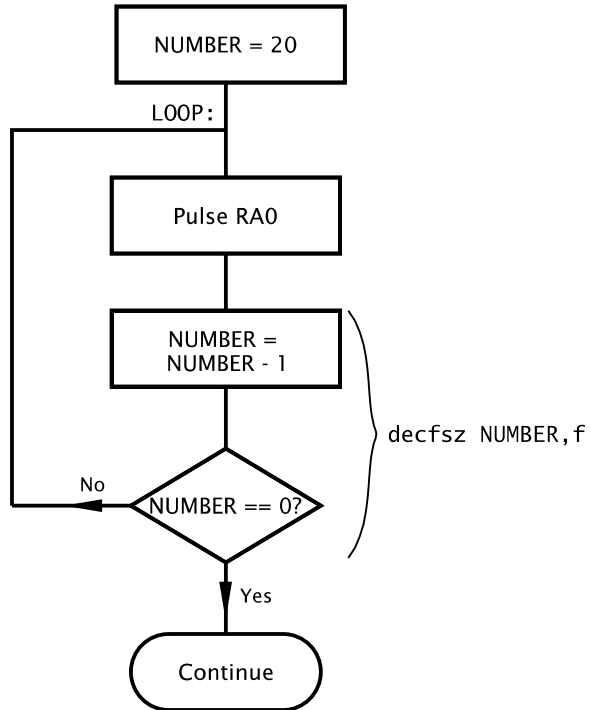 NUMBER = 20
LOOP:
Pulse RA0
NUMBER =
NUMBER - 1
decfsz NUMBER,f
No
NUMBER == 0?
Yes
Continue